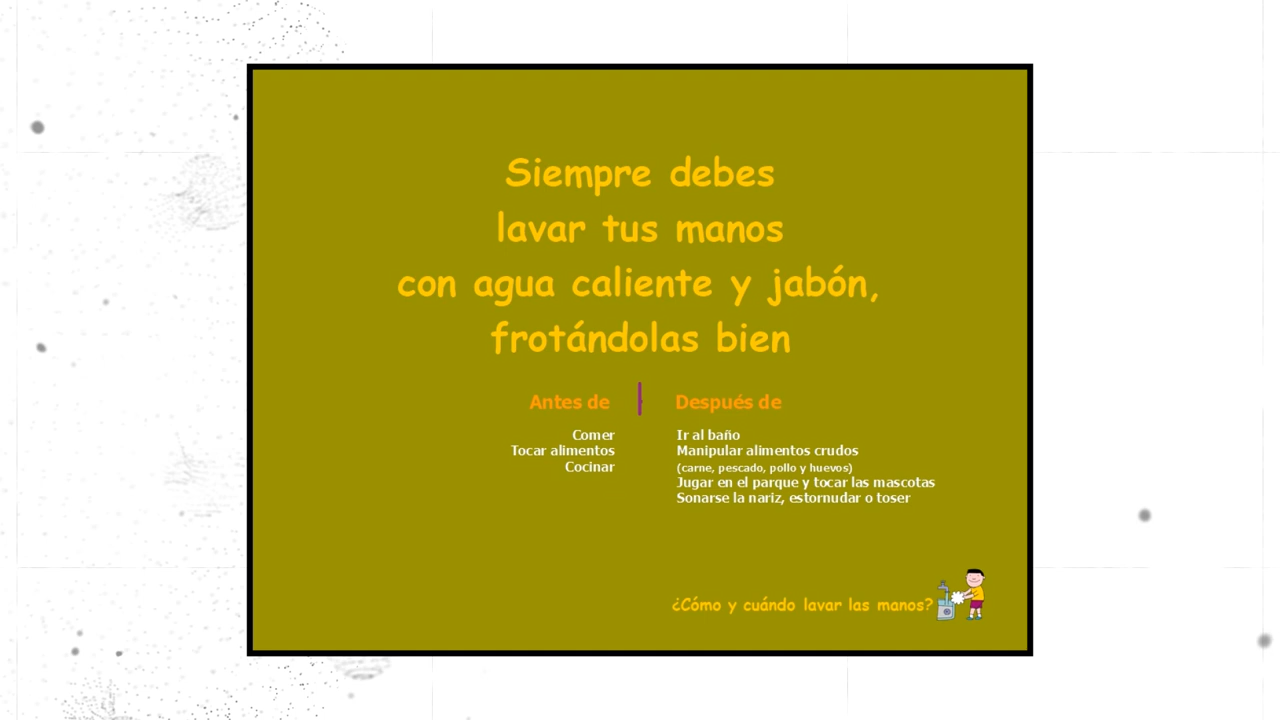 Siempre debes
lavar tus manos
con agua caliente y jabón,
frotándolas bien
Antes de
Comer
Tocar alimentos
Cocinar
Después de
Ir al baño
Manipular alimentos crudos
(carne, pescado, pollo y huevos)
Jugar en el parque y tocar las mascotas
Sonarse la nariz, estornudar o toser
¿Cómo y cuándo lavar las manos?